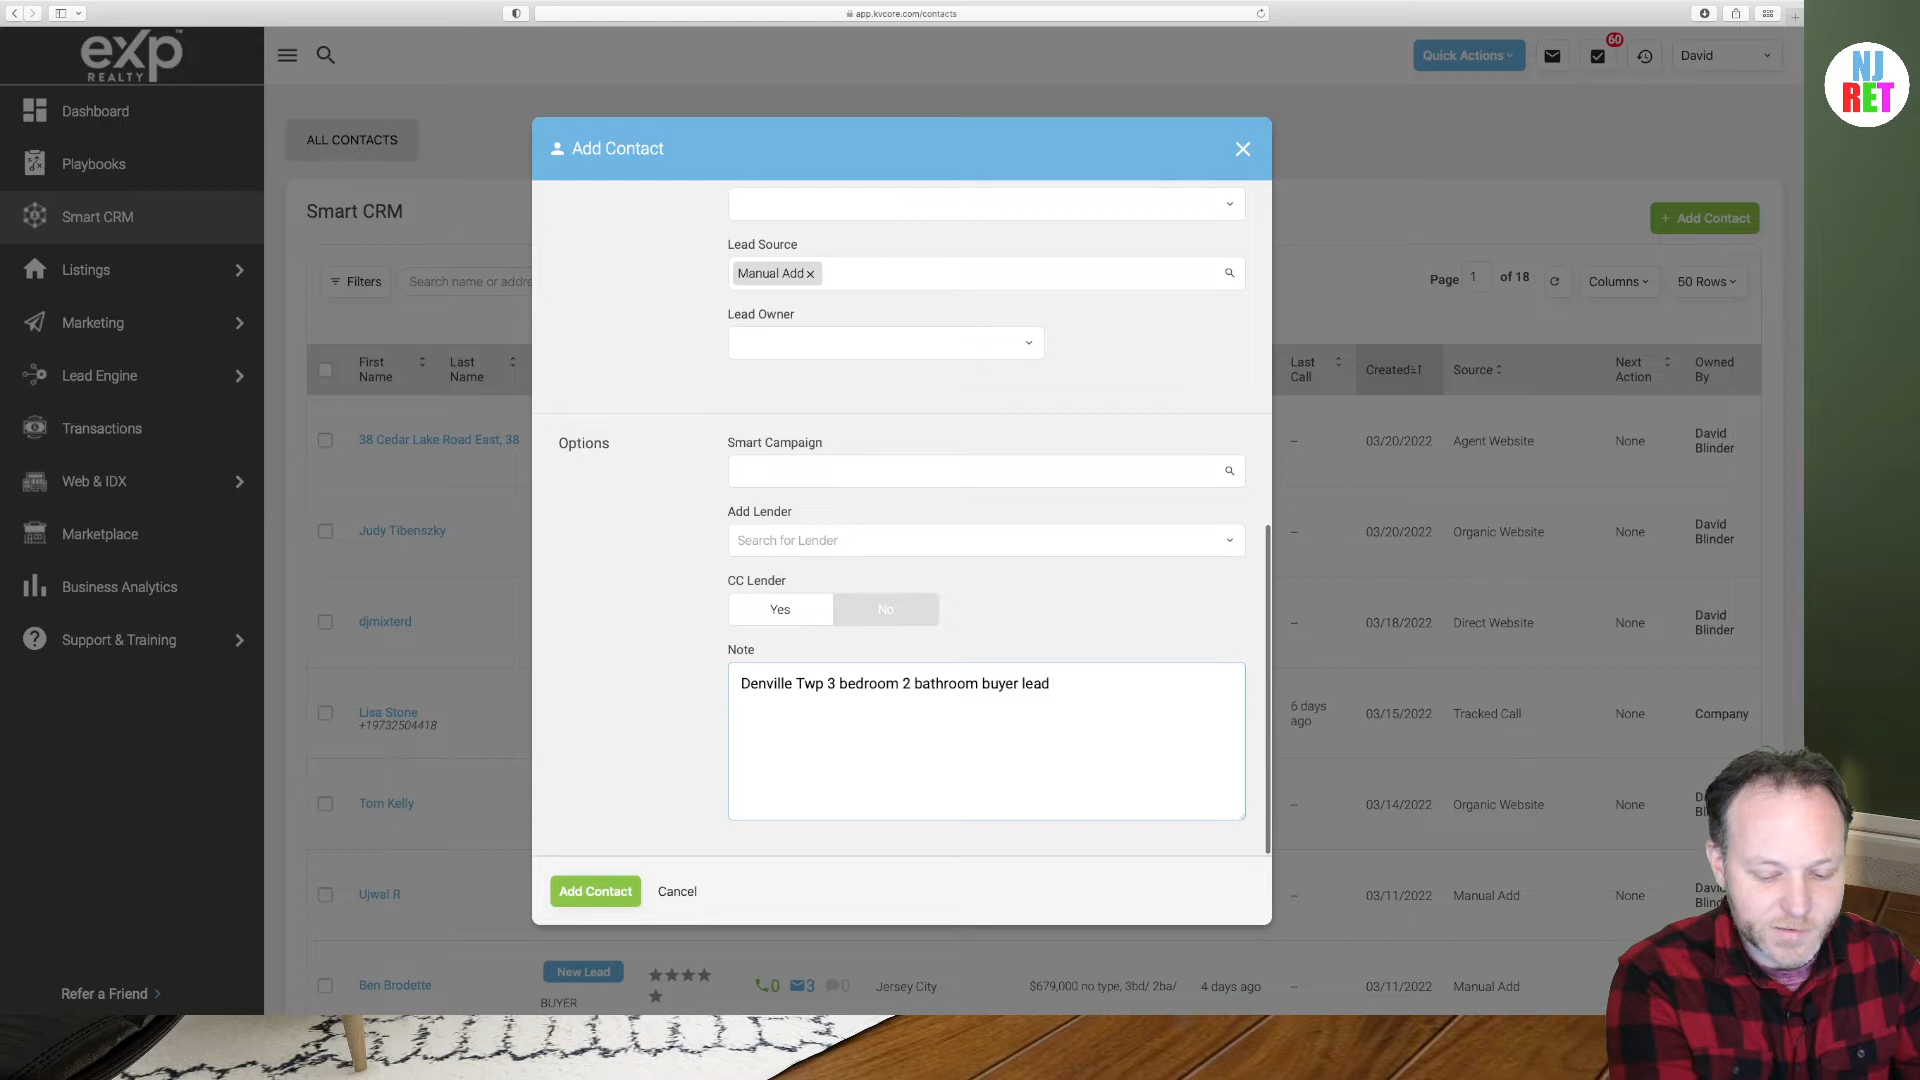 app.kvcore.com/contacts
eXp REALTY
Quick Actions
60
David
NJ
RET
Dashboard
Playbooks
Smart CRM
Listings
Marketing
Lead Engine
Transactions
Web & IDX
Marketplace
Business Analytics
Support & Training
Refer a Friend
ALL CONTACTS
Smart CRM
+ Add Contact
Filters
Search name or addre
Page 1 of 18
Columns
50 Rows
First Name
Last Name
Last Call
Created
Source
Next Action
Owned By
38 Cedar Lake Road East, 38
-- 03/20/2022 Agent Website None David Blinder
Judy Tibenszky
-- 03/20/2022 Organic Website None David Blinder
djmixterd
-- 03/18/2022 Direct Website None David Blinder
Lisa Stone
+19732504418
6 days ago 03/15/2022 Tracked Call None Company
Tom Kelly
-- 03/14/2022 Organic Website None
Ujwal R
-- 03/11/2022 Manual Add None
Ben Brodette
New Lead
BUYER
0 3 0
Jersey City
$679,000 no type, 3bd/ 2ba/
4 days ago
-- 03/11/2022 Manual Add None
Add Contact
Lead Source
Manual Add
Lead Owner
Options
Smart Campaign
Add Lender
Search for Lender
CC Lender
Yes
No
Note
Denville Twp 3 bedroom 2 bathroom buyer lead
Add Contact
Cancel